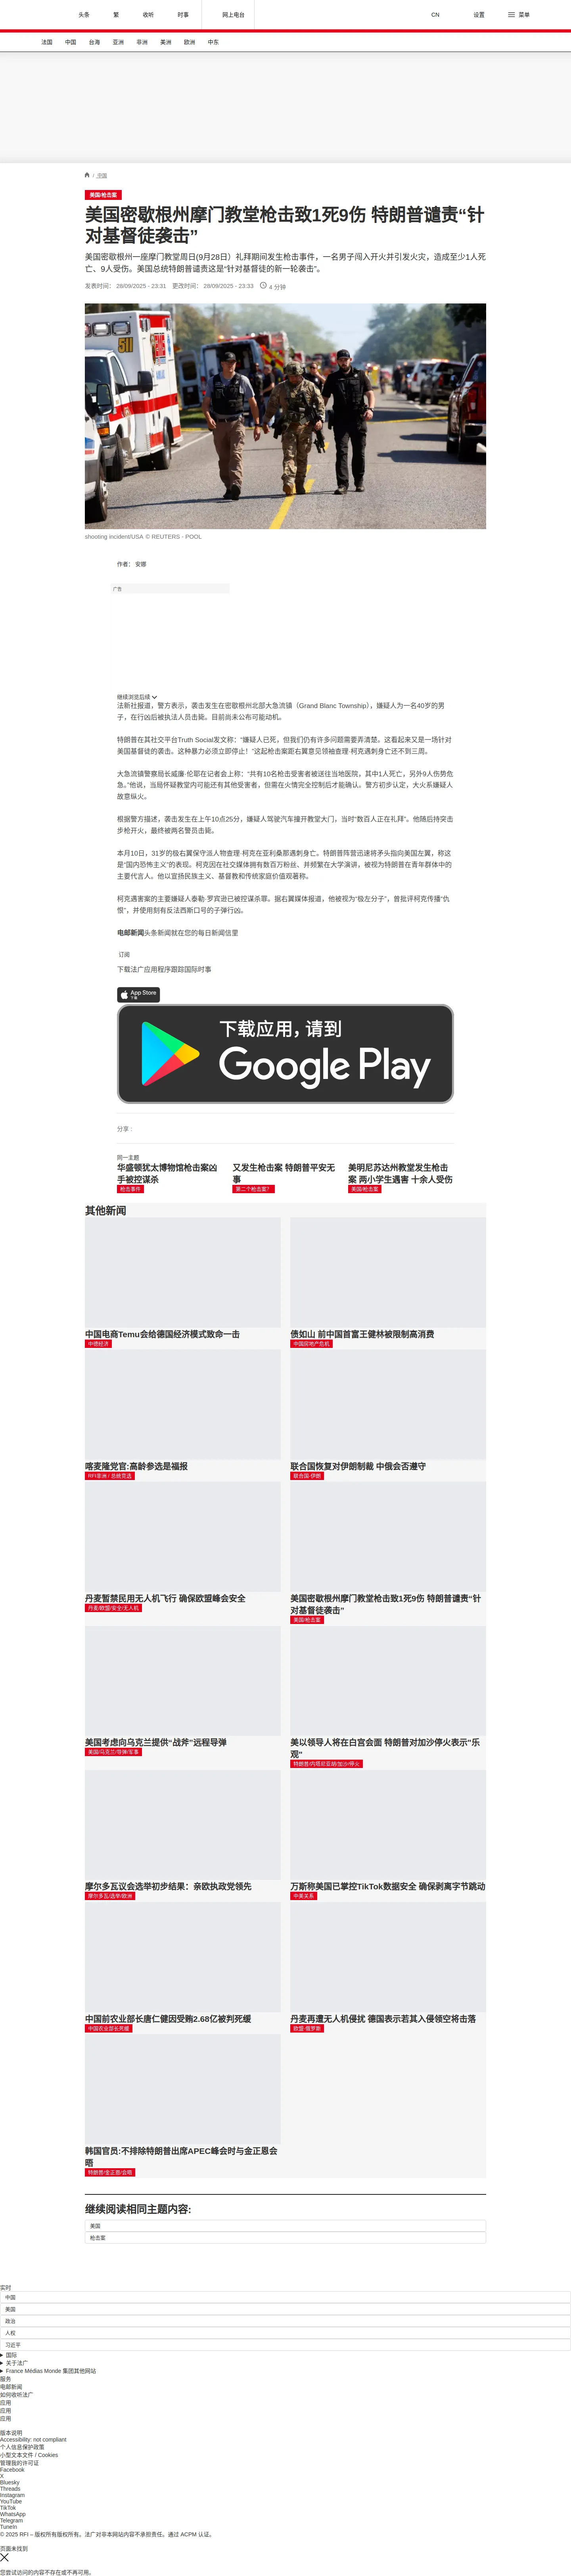 头条
繁
收听
时事
网上电台
CN
设置
菜单
法国
中国
台海
亚洲
非洲
美洲
欧洲
中东
/ 中国
美国/枪击案
美国密歇根州摩门教堂枪击致1死9伤 特朗普谴责“针
对基督徒袭击”
美国密歇根州一座摩门教堂周日(9月28日）礼拜期间发生枪击事件，一名男子闯入开火并引发火灾，造成至少1人死
亡、9人受伤。美国总统特朗普谴责这是“针对基督徒的新一轮袭击”。
发表时间： 28/09/2025 - 23:31 更改时间： 28/09/2025 - 23:33 4 分钟
511
shooting incident/USA © REUTERS - POOL
作者： 安娜
广告
继续浏览后续
法新社报道，警方表示，袭击发生在密歇根州北部大急流镇（Grand Blanc Township），嫌疑人为一名40岁的男
子，在行凶后被执法人员击毙。目前尚未公布可能动机。
特朗普在其社交平台Truth Social发文称：“嫌疑人已死，但我们仍有许多问题需要弄清楚。这看起来又是一场针对
美国基督徒的袭击。这种暴力必须立即停止！”这起枪击案距右翼意见领袖查理·柯克遇刺身亡还不到三周。
大急流镇警察局长威廉·伦耶在记者会上称：“共有10名枪击受害者被送往当地医院，其中1人死亡，另外9人伤势危
急。”他说，当局怀疑教堂内可能还有其他受害者，但需在火情完全控制后才能确认。警方初步认定，大火系嫌疑人
故意纵火。
根据警方描述，袭击发生在上午10点25分，嫌疑人驾驶汽车撞开教堂大门，当时“数百人正在礼拜”。他随后持突击
步枪开火，最终被两名警员击毙。
本月10日，31岁的极右翼保守派人物查理·柯克在亚利桑那遇刺身亡。特朗普阵营迅速将矛头指向美国左翼，称这
是“国内恐怖主义”的表现。柯克因在社交媒体拥有数百万粉丝、并频繁在大学演讲，被视为特朗普在青年群体中的
主要代言人。他以宣扬民族主义、基督教和传统家庭价值观著称。
柯克遇害案的主要嫌疑人泰勒·罗宾逊已被控谋杀罪。据右翼媒体报道，他被视为“极左分子”，曾批评柯克传播“仇
恨”，并使用刻有反法西斯口号的子弹行凶。
电邮新闻头条新闻就在您的每日新闻信里
订阅
下载法广应用程序跟踪国际时事
App Store
下载
下载应用，请到
Google Play
分享 :
同一主题
华盛顿犹太博物馆枪击案凶
手被控谋杀
枪击事件
又发生枪击案 特朗普平安无
事
第二个枪击案？
美明尼苏达州教堂发生枪击
案 两小学生遇害 十余人受伤
美国/枪击案
其他新闻
中国电商Temu会给德国经济模式致命一击
中德经济
债如山 前中国首富王健林被限制高消费
中国房地产危机
喀麦隆党官:高龄参选是福报
RFI非洲 / 总统竞选
联合国恢复对伊朗制裁 中俄会否遵守
联合国·伊朗
丹麦暂禁民用无人机飞行 确保欧盟峰会安全
丹麦/欧盟/安全/无人机
美国密歇根州摩门教堂枪击致1死9伤 特朗普谴责“针
对基督徒袭击”
美国/枪击案
美国考虑向乌克兰提供“战斧”远程导弹
美国/乌克兰/导弹/军事
美以领导人将在白宫会面 特朗普对加沙停火表示"乐
观"
特朗普/内塔尼亚胡/加沙/停火
摩尔多瓦议会选举初步结果：亲欧执政党领先
摩尔多瓦/选举/欧洲
万斯称美国已掌控TikTok数据安全 确保剥离字节跳动
中美关系
中国前农业部长唐仁健因受贿2.68亿被判死缓
中国农业部长死缓
丹麦再遭无人机侵扰 德国表示若其入侵领空将击落
欧盟·俄罗斯
韩国官员:不排除特朗普出席APEC峰会时与金正恩会
晤
特朗普/金正恩/会晤
继续阅读相同主题内容:
美国
枪击案
实时
中国
美国
政治
人权
习近平
国际
关于法广
France Médias Monde 集团其他网站
服务
电邮新闻
如何收听法广
应用
应用
应用
版本说明
Accessibility: not compliant
个人信息保护政策
小型文本文件 / Cookies
管理我的许可证
Facebook
X
Bluesky
Threads
Instagram
YouTube
TikTok
WhatsApp
Telegram
TuneIn
© 2025 RFI – 版权所有版权所有。法广对非本网站内容不承担责任。通过 ACPM 认证。
页面未找到
您尝试访问的内容不存在或不再可用。